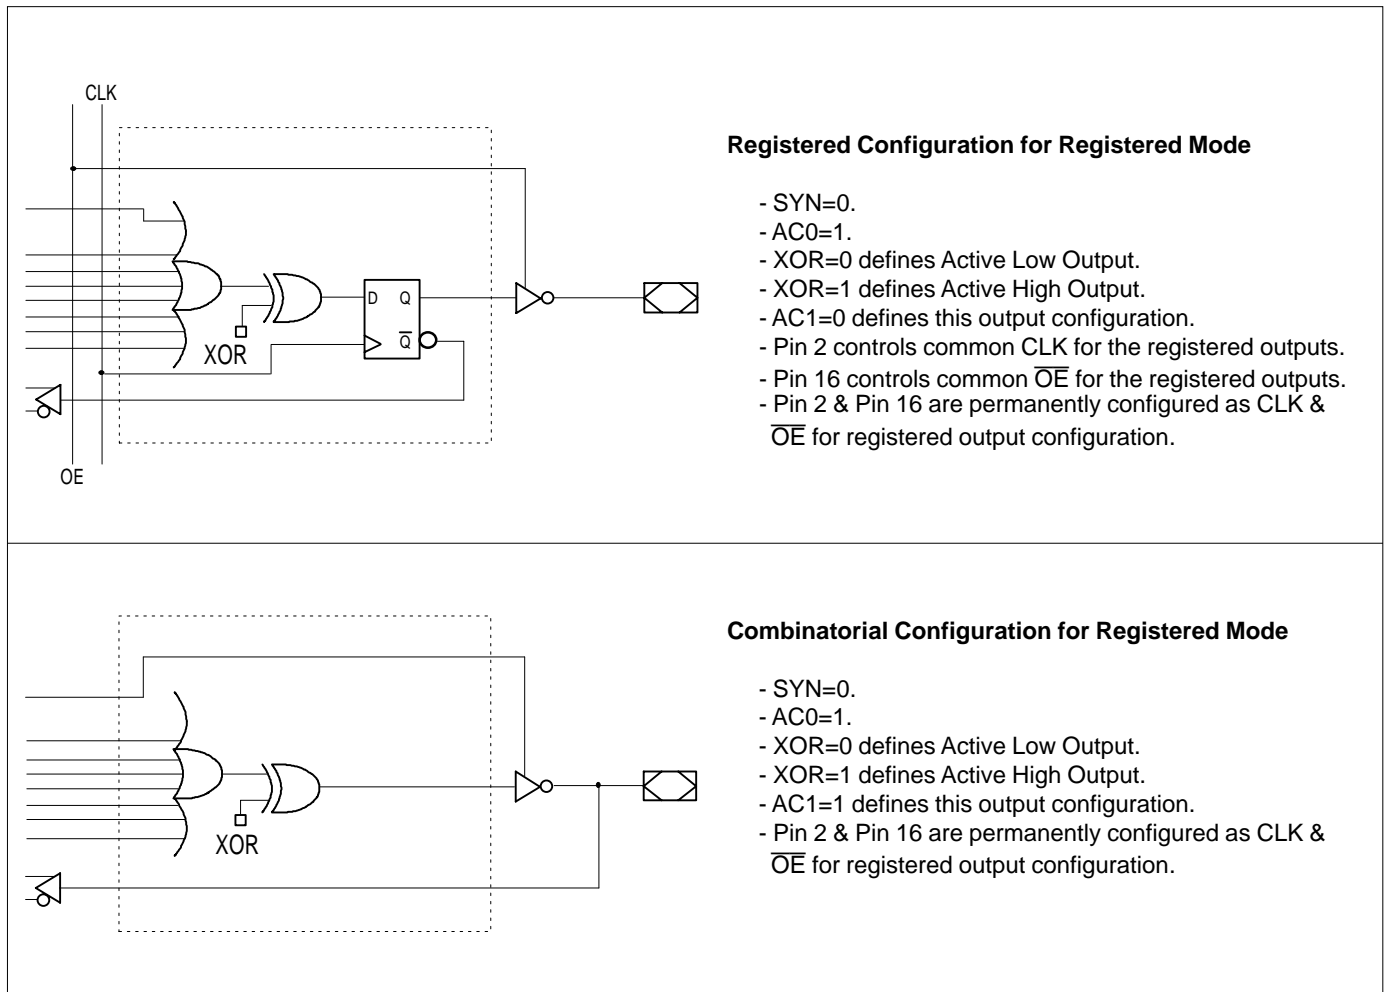 CLK
XOR
D Q
Q̅
OE
Registered Configuration for Registered Mode
- SYN=0.
- AC0=1.
- XOR=0 defines Active Low Output.
- XOR=1 defines Active High Output.
- AC1=0 defines this output configuration.
- Pin 2 controls common CLK for the registered outputs.
- Pin 16 controls common O̅E̅ for the registered outputs.
- Pin 2 & Pin 16 are permanently configured as CLK &
O̅E̅ for registered output configuration.
XOR
Combinatorial Configuration for Registered Mode
- SYN=0.
- AC0=1.
- XOR=0 defines Active Low Output.
- XOR=1 defines Active High Output.
- AC1=1 defines this output configuration.
- Pin 2 & Pin 16 are permanently configured as CLK &
O̅E̅ for registered output configuration.